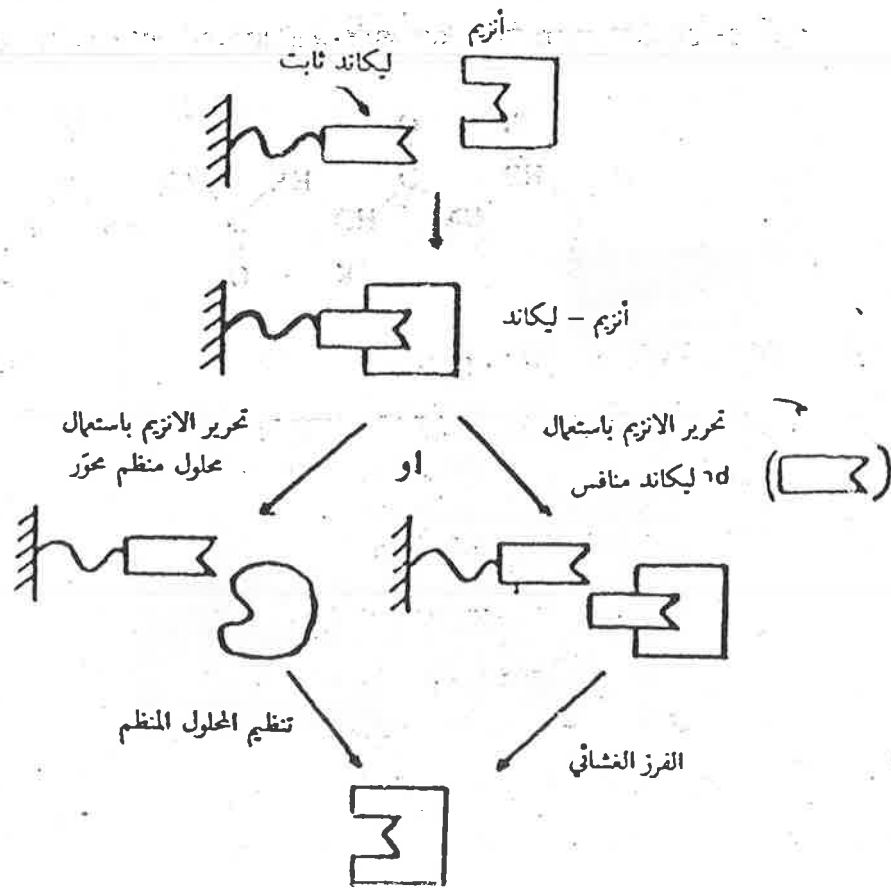 أنزيم
ليكاند ثابت
أنزيم – ليكاند
تحرير الانزيم باستعمال
محلول منظم محوّر
او
تحرير الانزيم باستعمال
ليكاند منافس
تنظيم المحلول المنظم
الفرز الغشائي